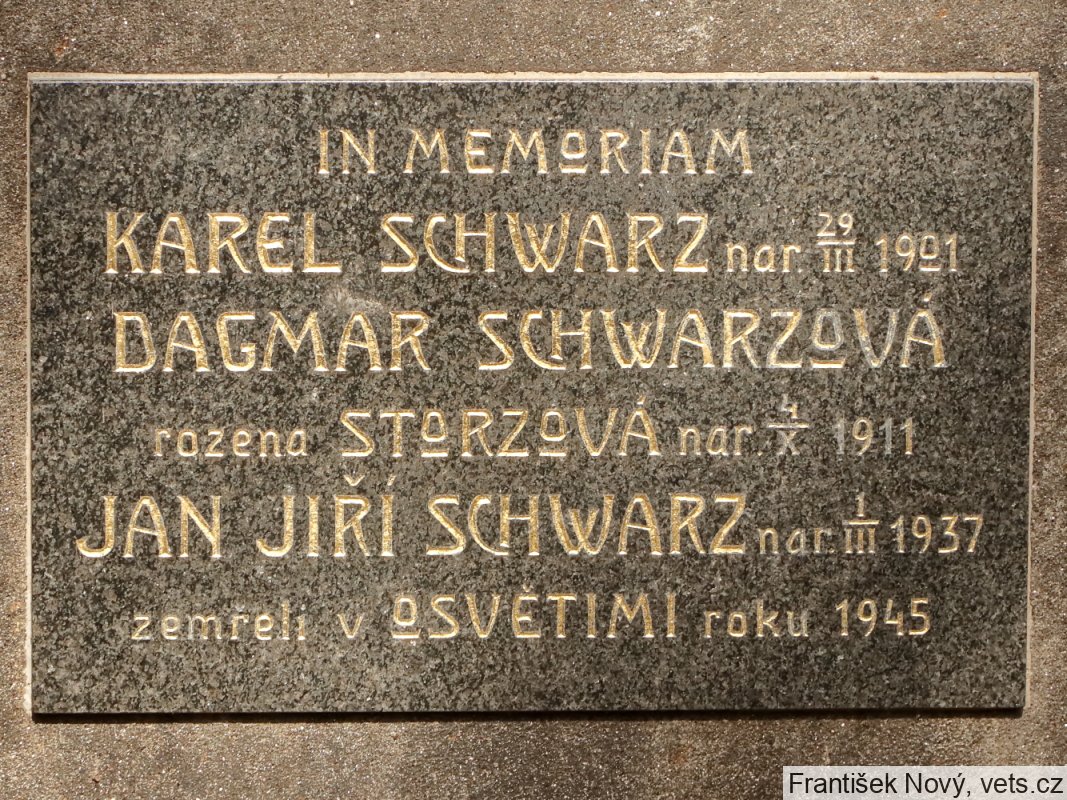 IN MEMORIAM
KAREL SCHWARZ nar. 29/III 1901
DAGMAR SCHWARZOVÁ
rozena STORZOVÁ nar. 4/X 1911
JAN JIŘÍ SCHWARZ nar. 1/III 1937
zemřeli v OSVĚTIMI roku 1945
František Nový, vets.cz